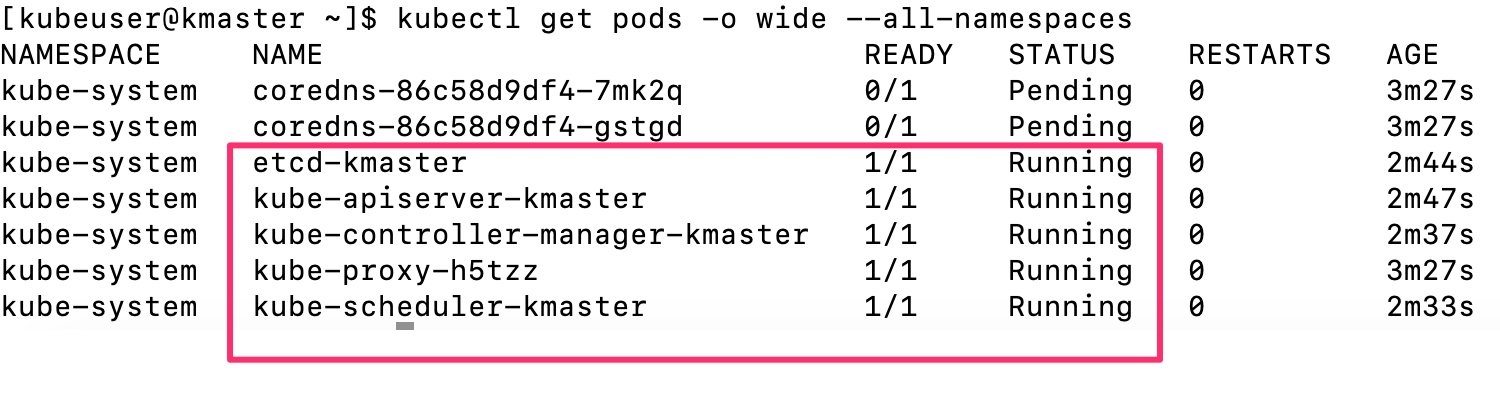 [kubeuser@kmaster ~]$ kubectl get pods -o wide --all-namespaces
NAMESPACE NAME READY STATUS RESTARTS AGE
kube-system coredns-86c58d9df4-7mk2q 0/1 Pending 0 3m27s
kube-system coredns-86c58d9df4-gstgd 0/1 Pending 0 3m27s
kube-system etcd-kmaster 1/1 Running 0 2m44s
kube-system kube-apiserver-kmaster 1/1 Running 0 2m47s
kube-system kube-controller-manager-kmaster 1/1 Running 0 2m37s
kube-system kube-proxy-h5tzz 1/1 Running 0 3m27s
kube-system kube-scheduler-kmaster 1/1 Running 0 2m33s